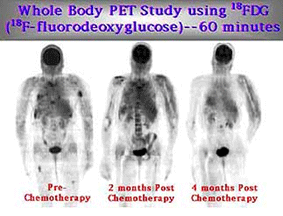 Whole Body PET Study using ¹⁸FDG
(¹⁸F-fluorodeoxyglucose)--60 minutes
Pre-
Chemotherapy
2 months Post
Chemotherapy
4 months Post
Chemotherapy